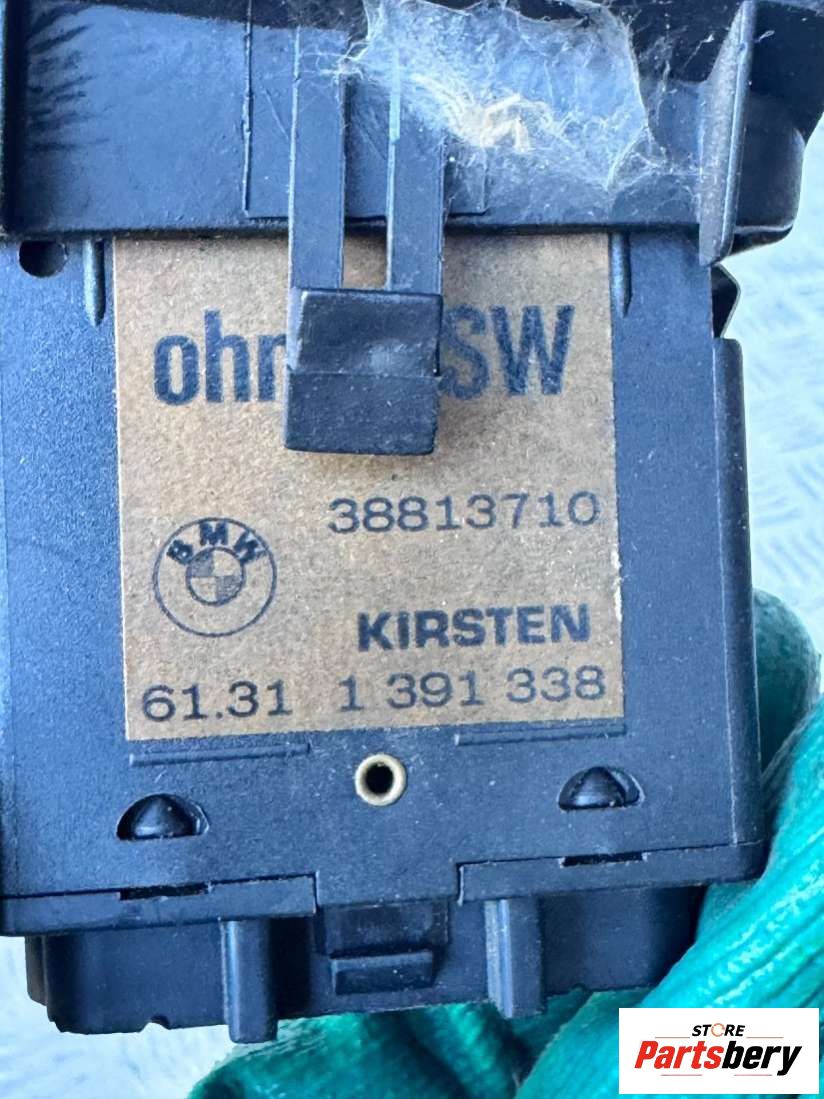 ohn SW
38813710
BMW
KIRSTEN
61.31 1 391 338
STORE
Partsbery